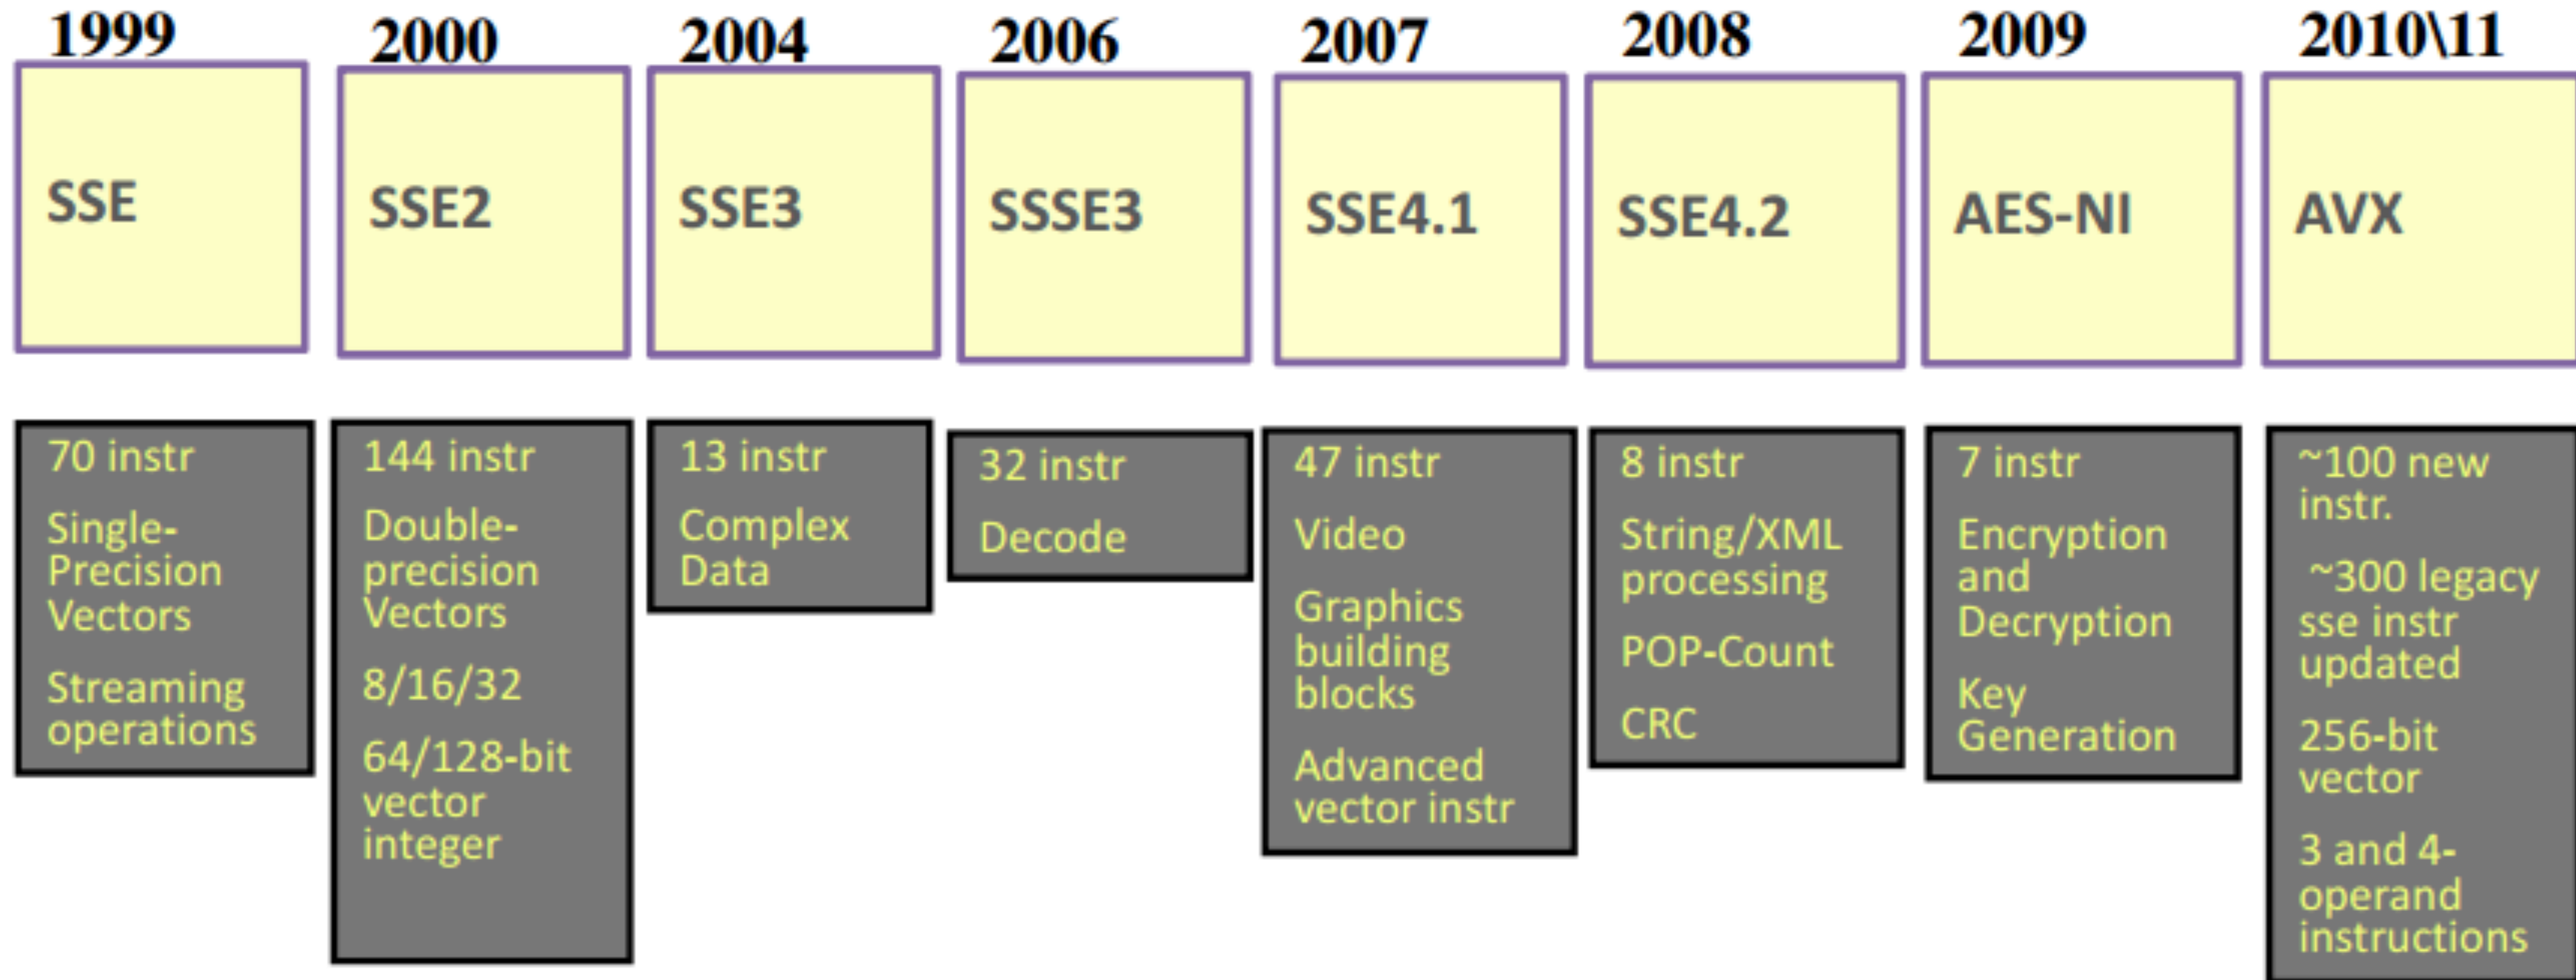 1999
2000
2004
2006
2007
2008
2009
2010\11
SSE
SSE2
SSE3
SSSE3
SSE4.1
SSE4.2
AES-NI
AVX
70 instr
Single-
Precision
Vectors
Streaming
operations
144 instr
Double-
precision
Vectors
8/16/32
64/128-bit
vector
integer
13 instr
Complex
Data
32 instr
Decode
47 instr
Video
Graphics
building
blocks
Advanced
vector instr
8 instr
String/XML
processing
POP-Count
CRC
7 instr
Encryption
and
Decryption
Key
Generation
~100 new
instr.
~300 legacy
sse instr
updated
256-bit
vector
3 and 4-
operand
instructions